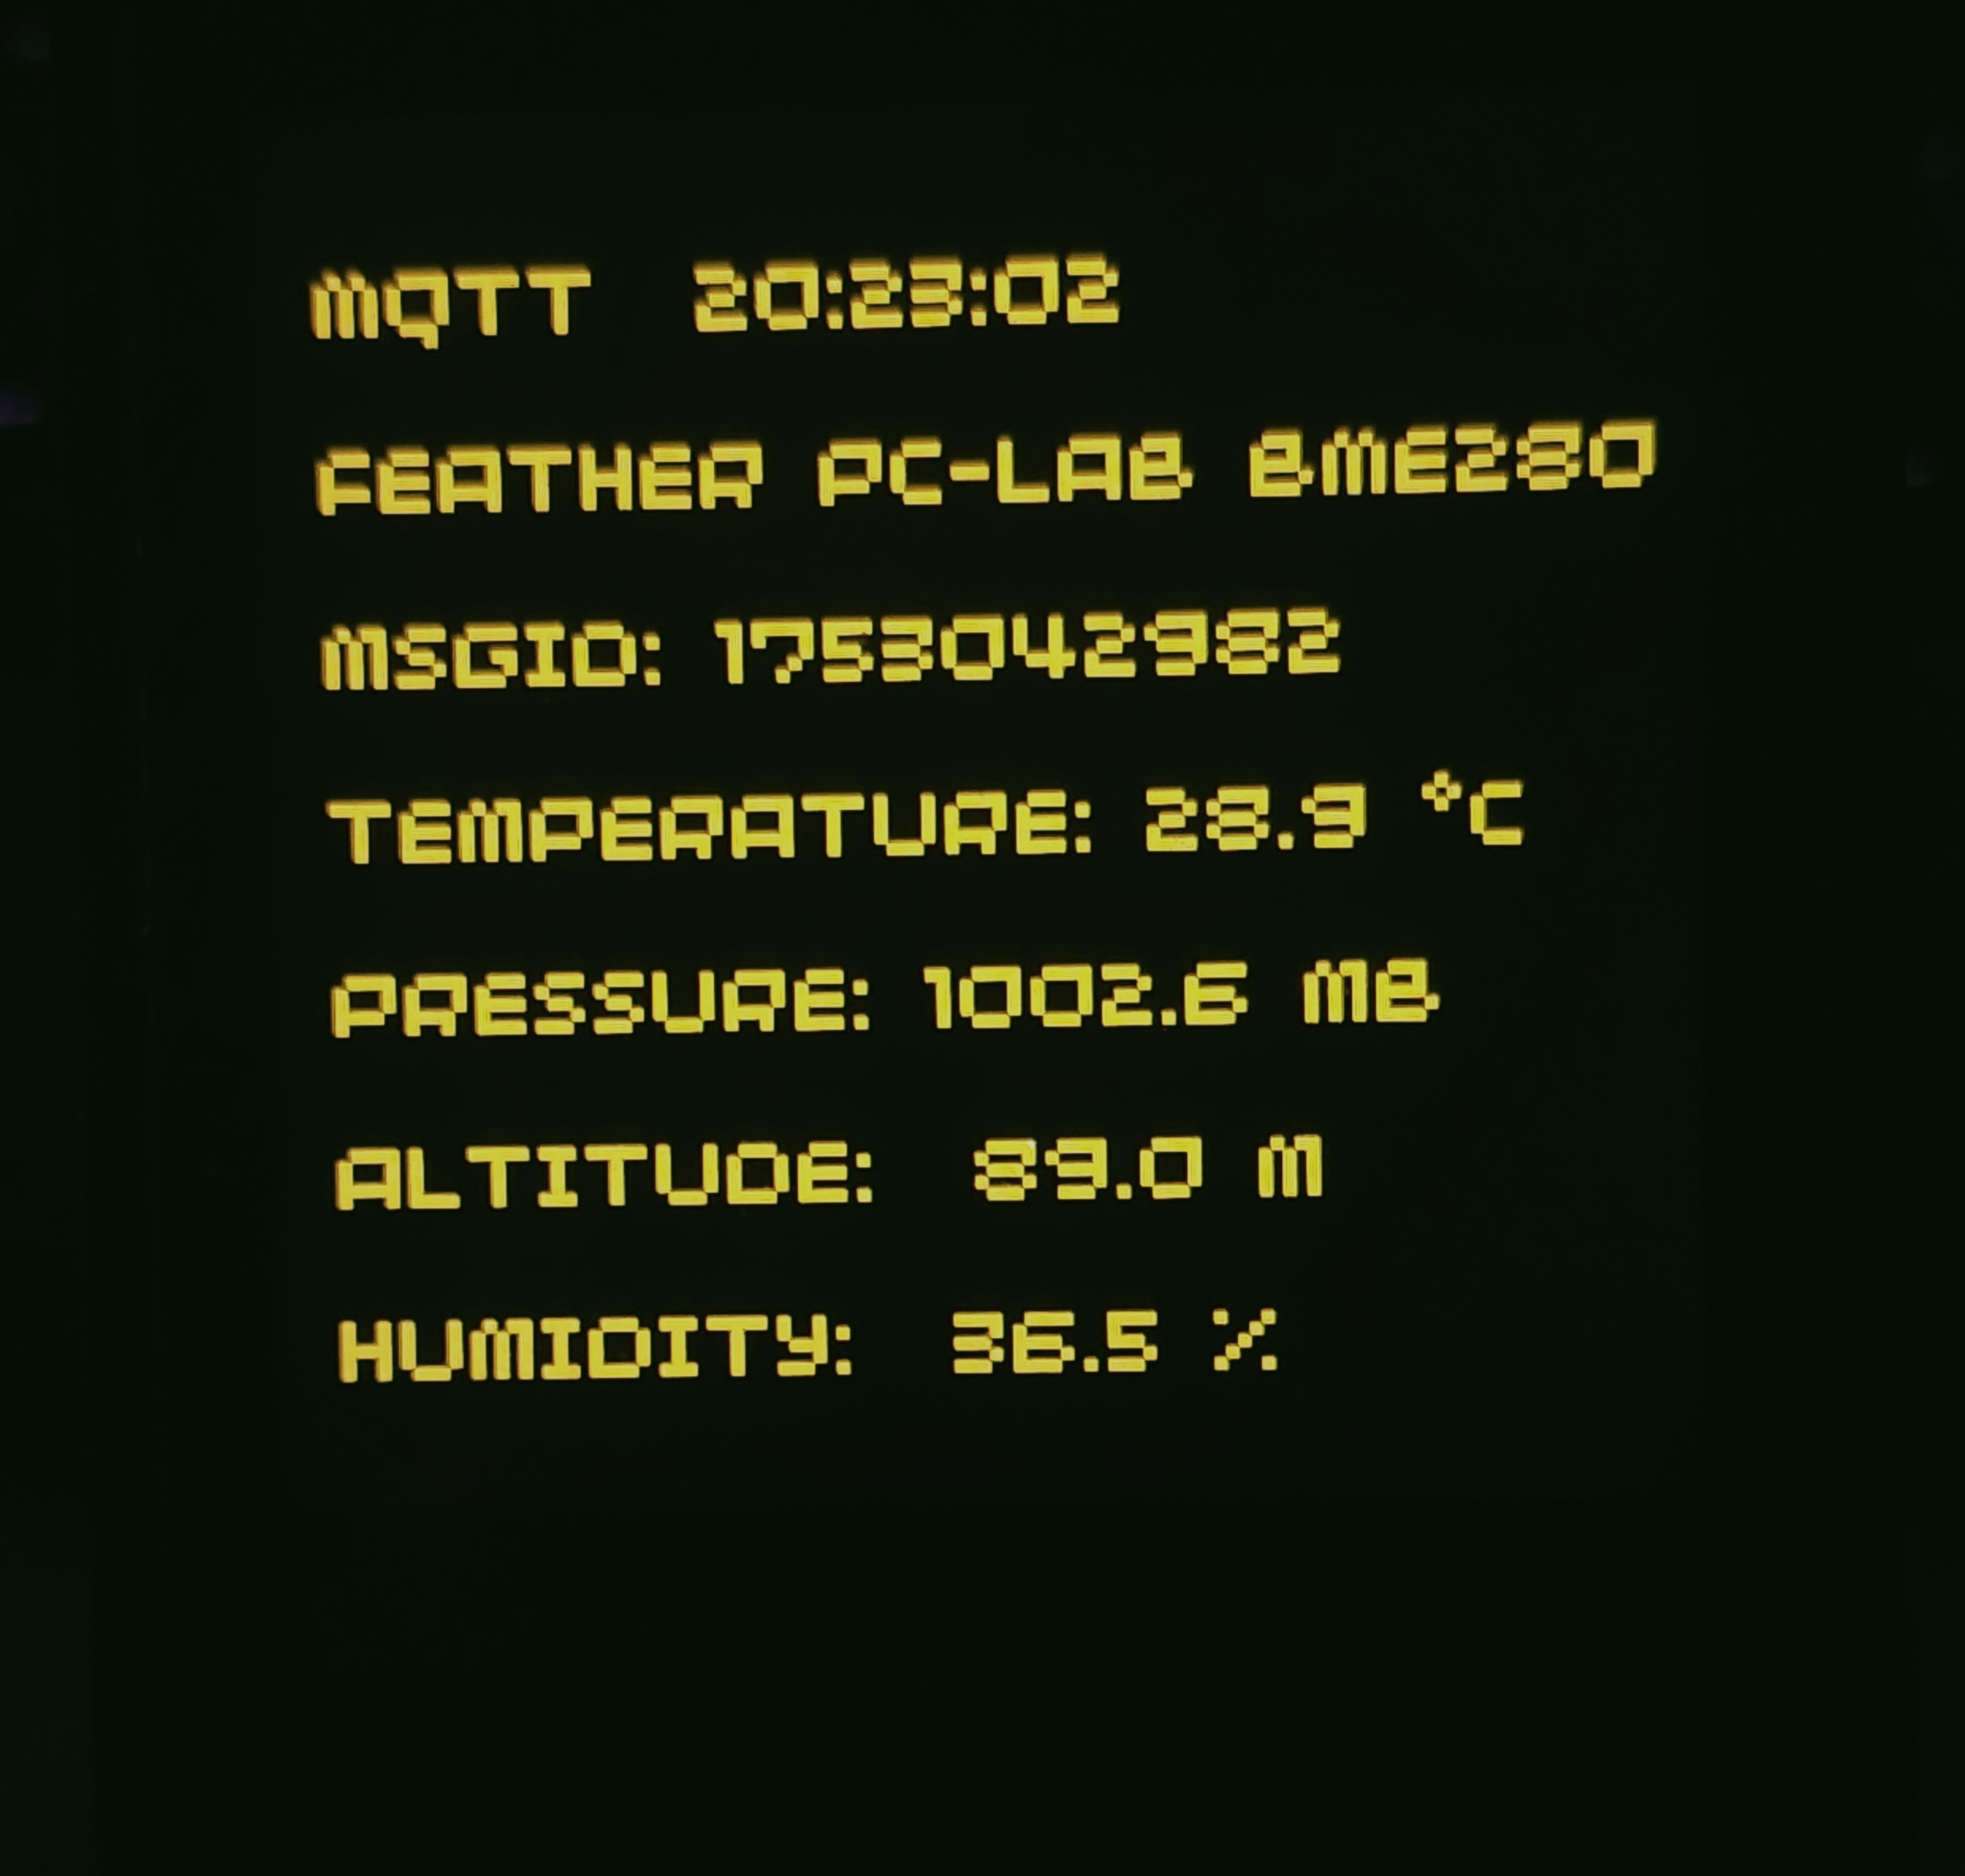 MQTT  20:23:02
FEATHER PC-LAB BME280
MSGID: 1753042982
TEMPERATURE: 28.9 °C
PRESSURE: 1002.6 MB
ALTITUDE:  89.0 M
HUMIDITY:  36.5 %